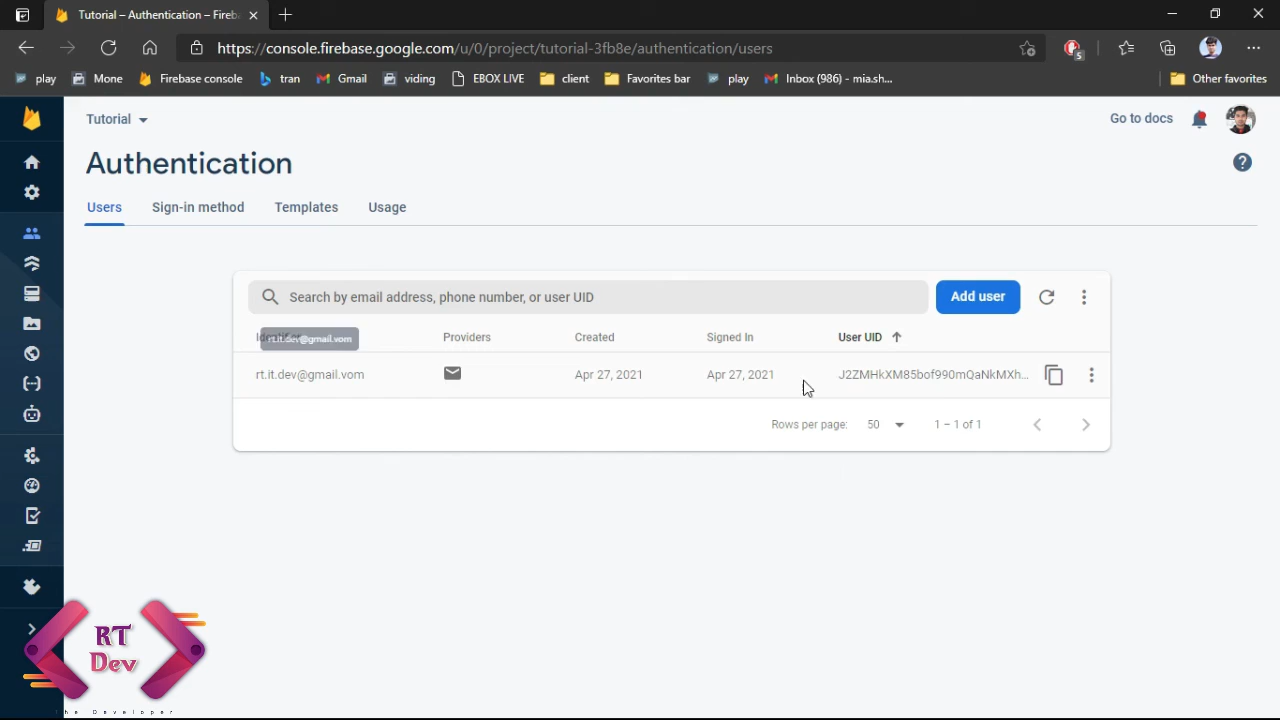 Tutorial – Authentication – Fireb
https://console.firebase.google.com/u/0/project/tutorial-3fb8e/authentication/users
5
play
Mone
Firebase console
tran
Gmail
viding
EBOX LIVE
client
Favorites bar
play
Inbox (986) - mia.sh...
Other favorites
Tutorial
Go to docs
Authentication
Users
Sign-in method
Templates
Usage
Search by email address, phone number, or user UID
Add user
Identifier
rt.it.dev@gmail.vom
Providers
Created
Signed In
User UID
rt.it.dev@gmail.vom
Apr 27, 2021
Apr 27, 2021
J2ZMHkXM85bof990mQaNkMXh...
Rows per page:
50
1 – 1 of 1
RT
Dev
the Developer